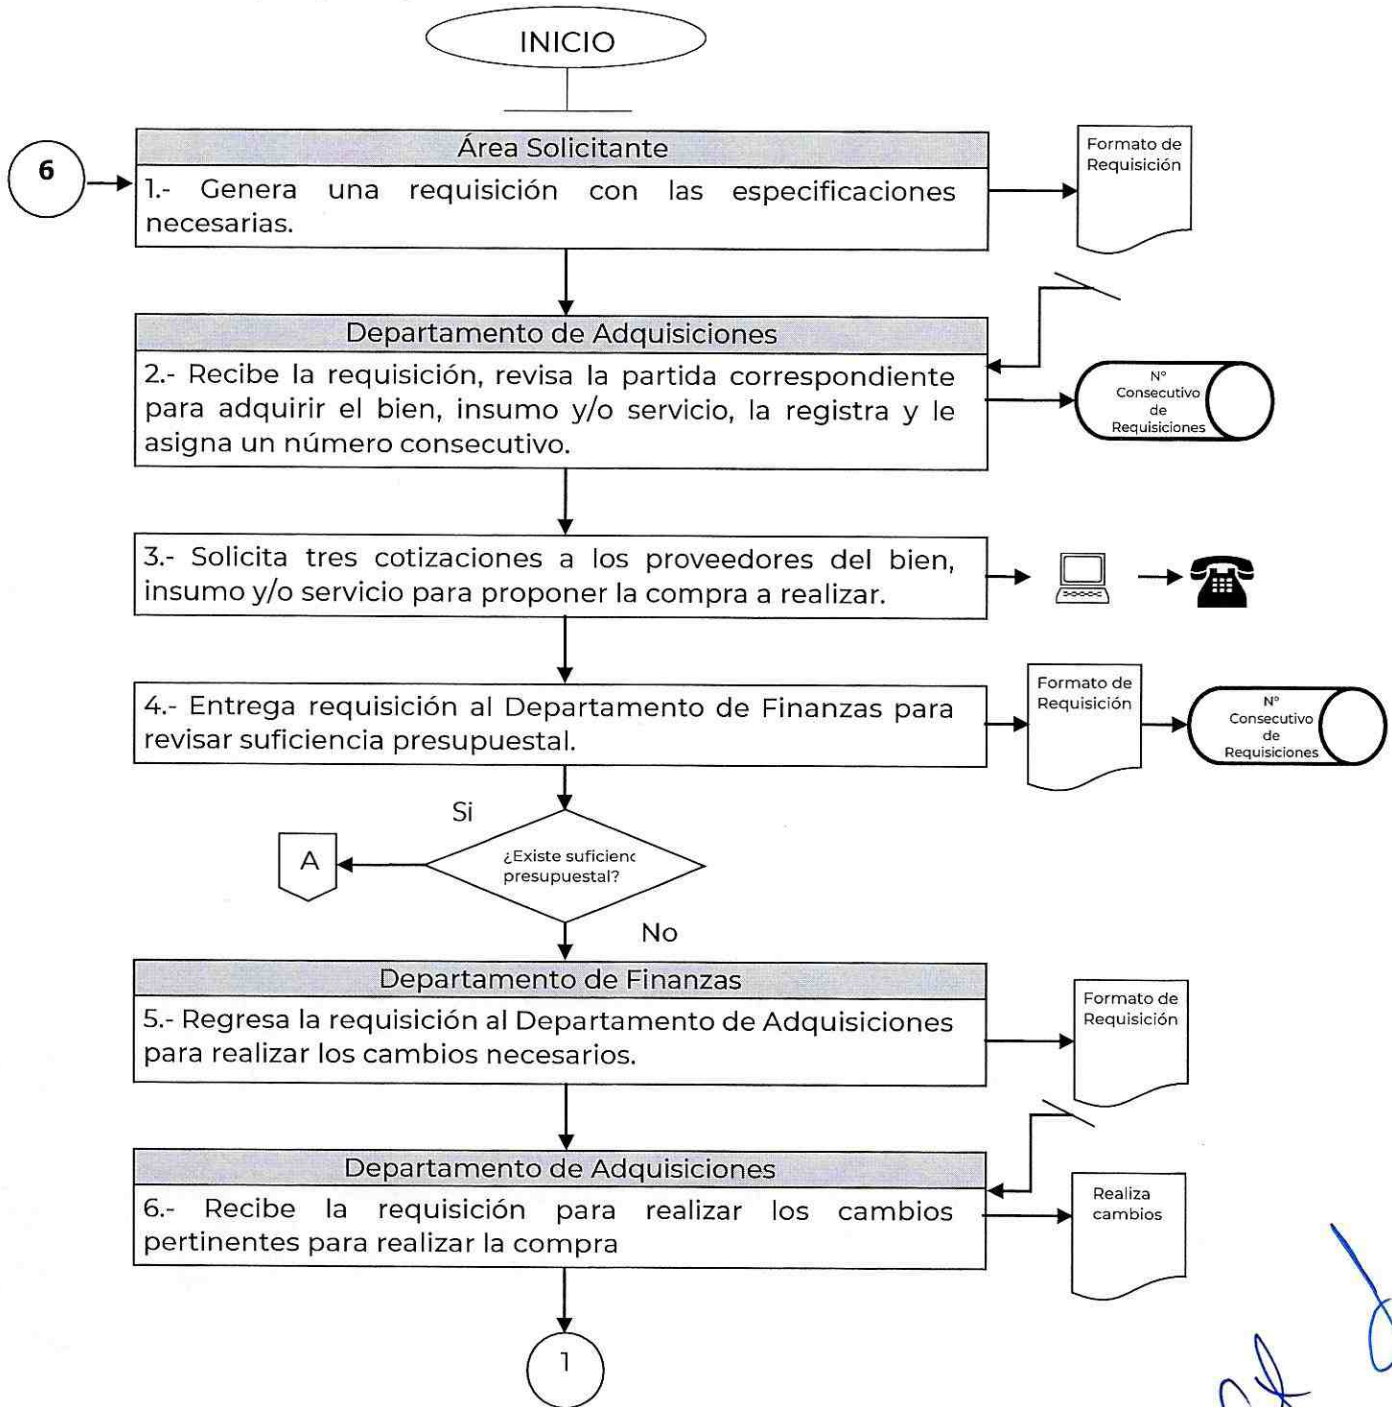 INICIO
6
Área Solicitante
1.- Genera una requisición con las especificaciones
necesarias.
Formato de
Requisición
Departamento de Adquisiciones
2.- Recibe la requisición, revisa la partida correspondiente
para adquirir el bien, insumo y/o servicio, la registra y le
asigna un número consecutivo.
N°
Consecutivo
de
Requisiciones
3.- Solicita tres cotizaciones a los proveedores del bien,
insumo y/o servicio para proponer la compra a realizar.
4.- Entrega requisición al Departamento de Finanzas para
revisar suficiencia presupuestal.
Formato de
Requisición
N°
Consecutivo
de
Requisiciones
Si
A
¿Existe suficienc
presupuestal?
No
Departamento de Finanzas
5.- Regresa la requisición al Departamento de Adquisiciones
para realizar los cambios necesarios.
Formato de
Requisición
Departamento de Adquisiciones
6.- Recibe la requisición para realizar los cambios
pertinentes para realizar la compra
Realiza
cambios
1